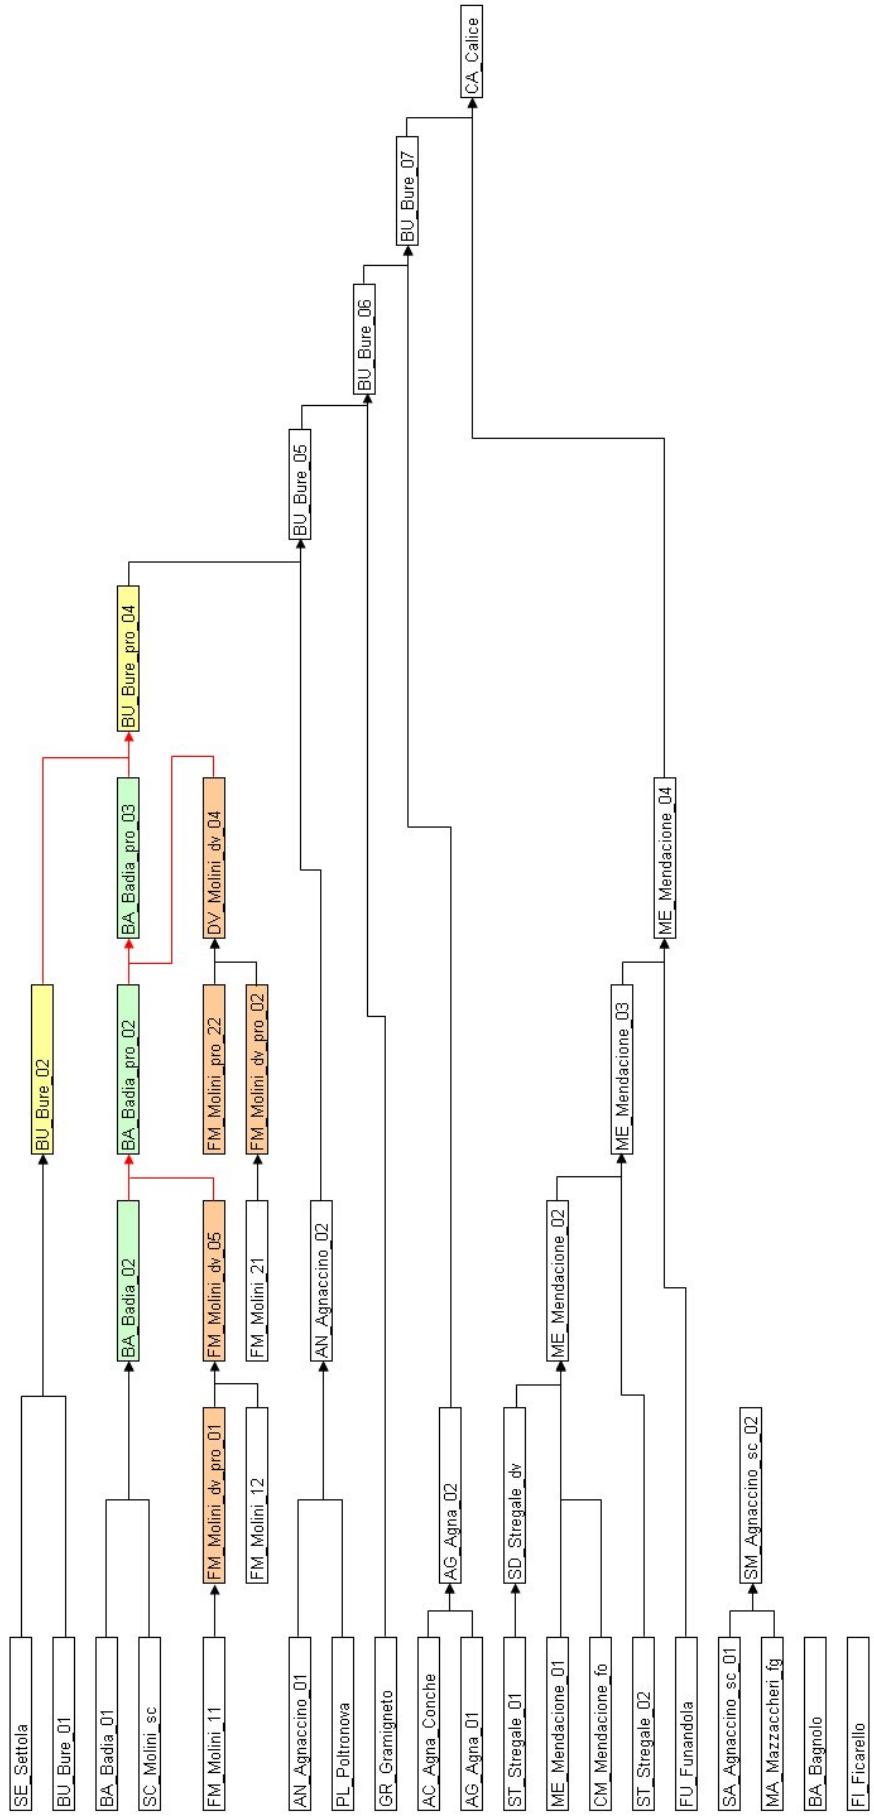 SE_Settola
BU_Bure_01
BA_Badia_01
SC_Molini_sc
FM_Molini_11
AN_Agnaccino_01
PL_Poltronova
GR_Gramigneto
AC_Agna_Conche
AG_Agna_01
ST_Stregale_01
ME_Mendacione_01
CM_Mendacione_fo
ST_Stregale_02
FU_Funandola
SA_Agnaccino_sc_01
MA_Mazzaccheri_fg
BA_Bagnolo
FI_Ficarello
FM_Molini_dv_pro_01
FM_Molini_12
AG_Agna_02
SD_Stregale_dv
SM_Agnaccino_sc_02
BA_Badia_02
FM_Molini_dv_05
FM_Molini_21
AN_Agnaccino_02
ME_Mendacione_02
BU_Bure_02
BA_Badia_pro_02
FM_Molini_pro_22
FM_Molini_dv_pro_02
ME_Mendacione_03
BA_Badia_pro_03
DV_Molini_dv_04
ME_Mendacione_04
BU_Bure_pro_04
BU_Bure_05
BU_Bure_06
BU_Bure_07
CA_Calice